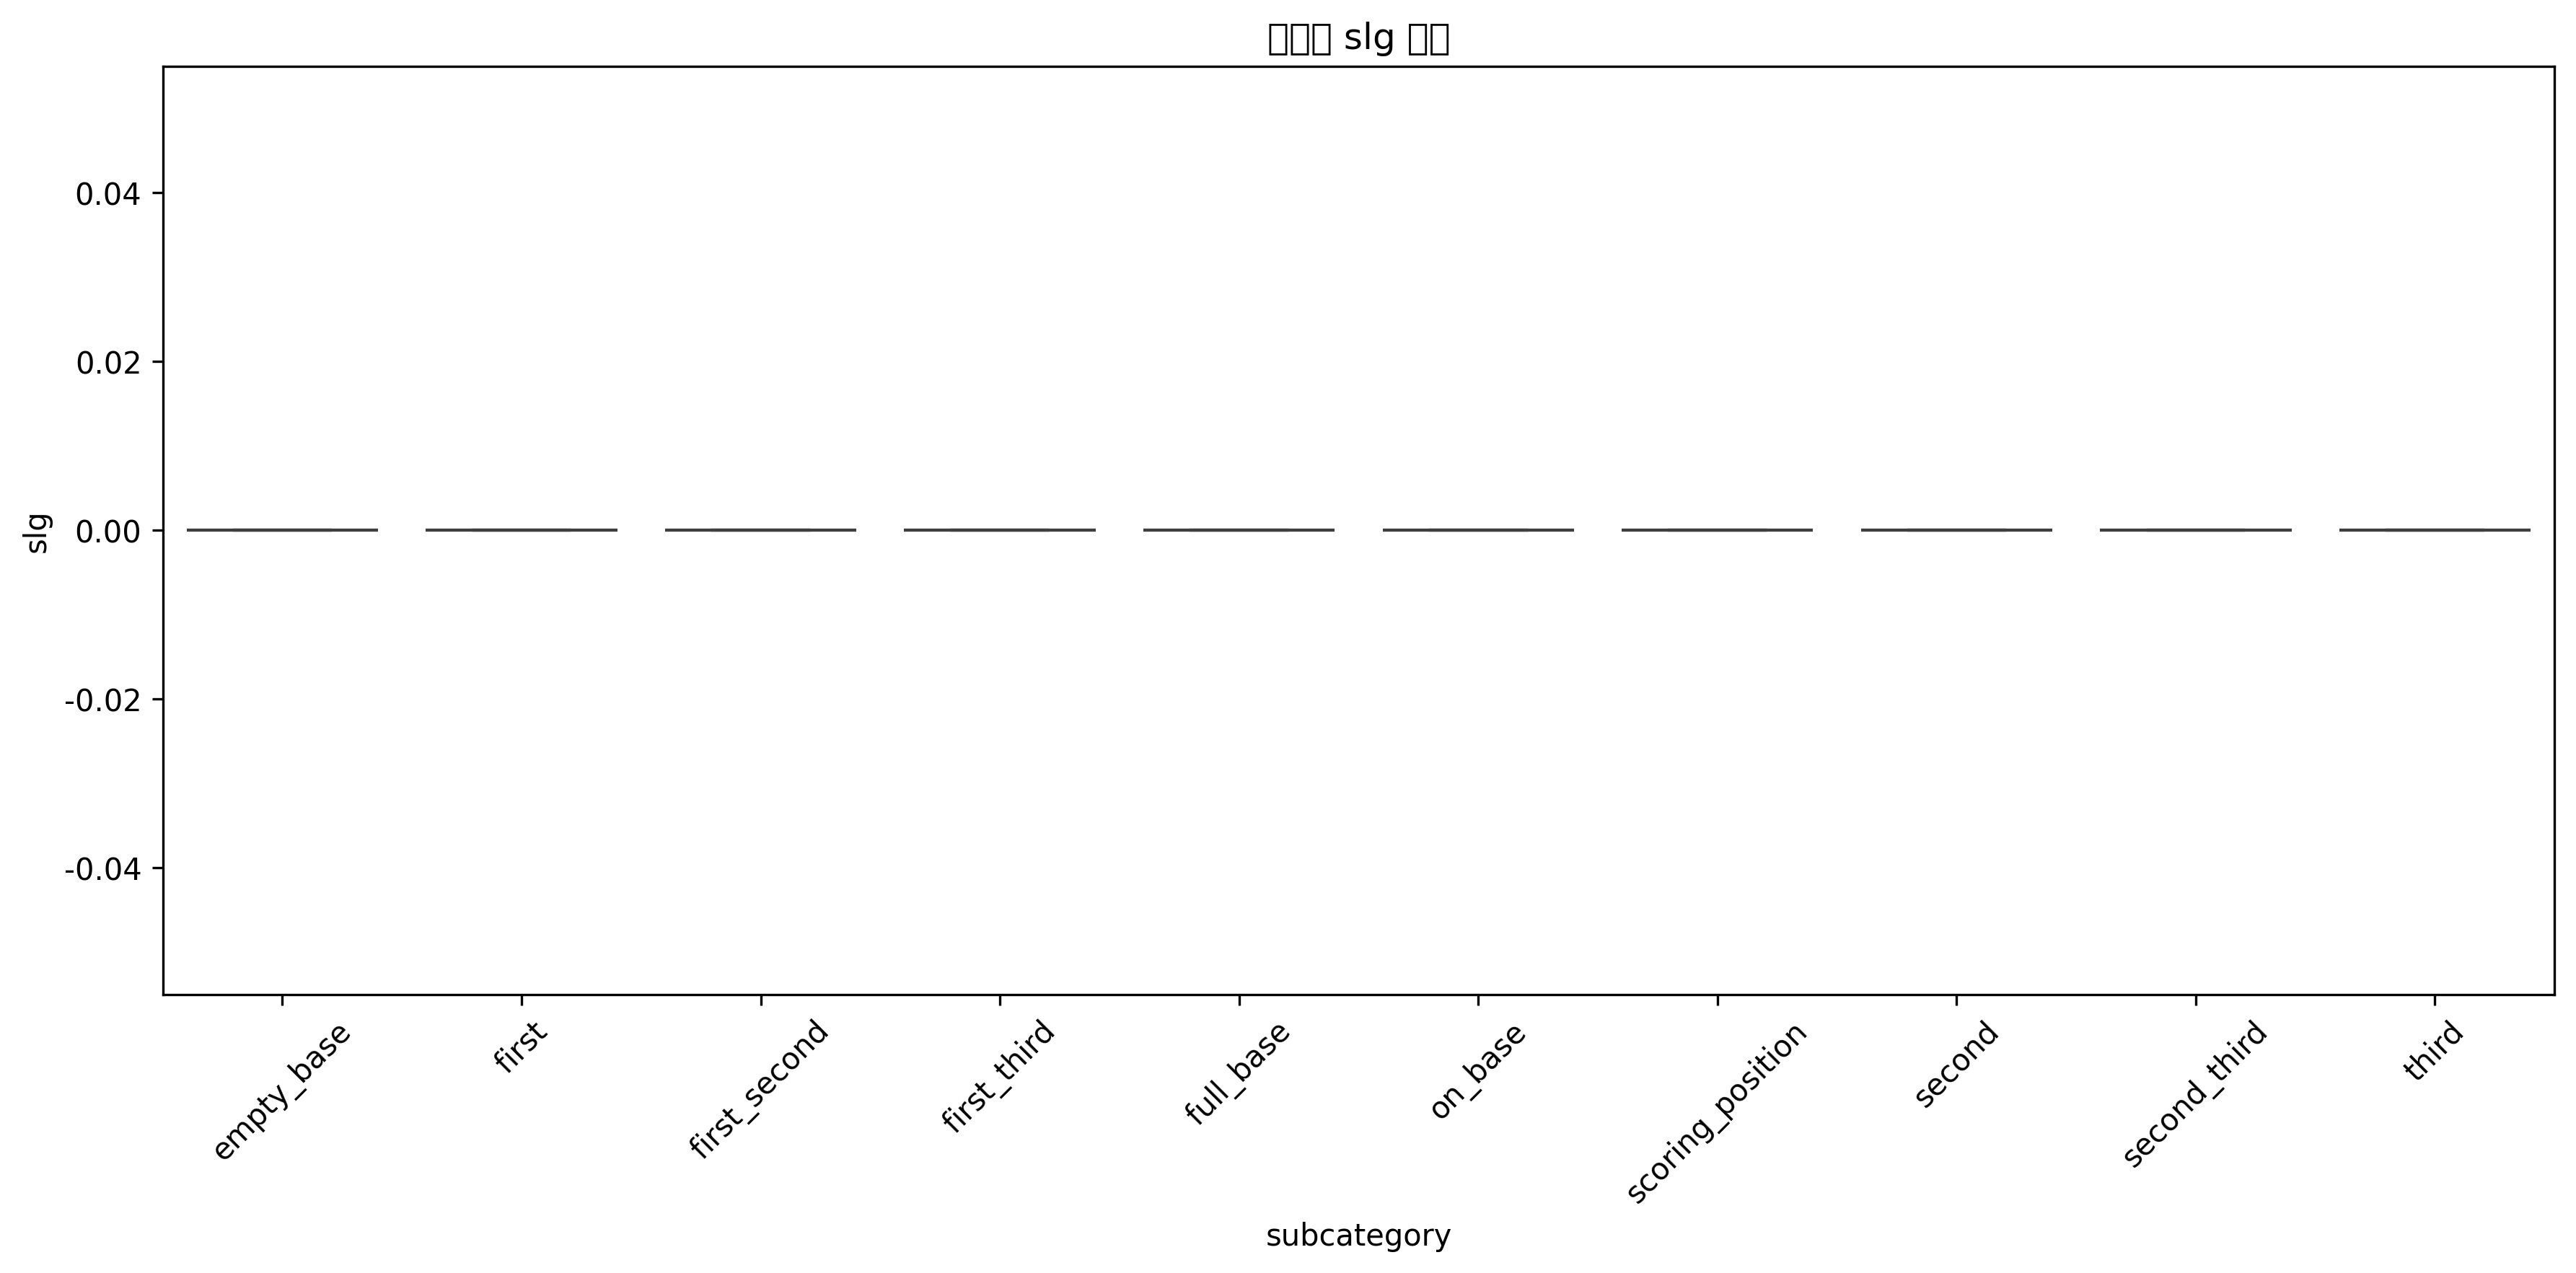 slg
0.04
0.02
0.00
-0.02
-0.04
slg
empty_base
first
first_second
first_third
full_base
on_base
scoring_position
second
second_third
third
subcategory